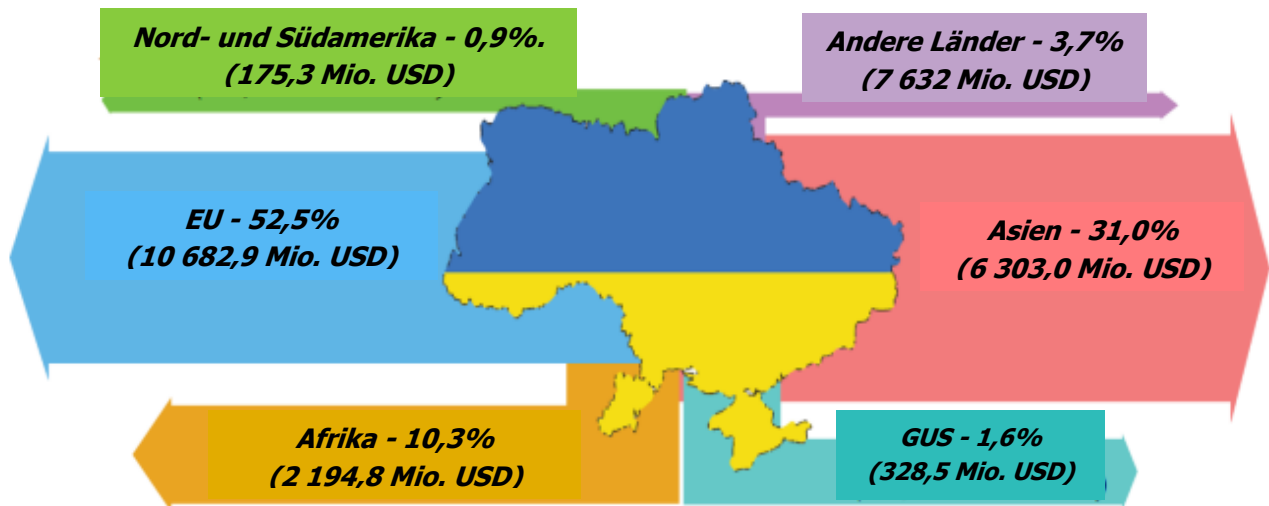 Nord- und Südamerika - 0,9%.
(175,3 Mio. USD)
Andere Länder - 3,7%
(7 632 Mio. USD)
EU - 52,5%
(10 682,9 Mio. USD)
Asien - 31,0%
(6 303,0 Mio. USD)
Afrika - 10,3%
(2 194,8 Mio. USD)
GUS - 1,6%
(328,5 Mio. USD)